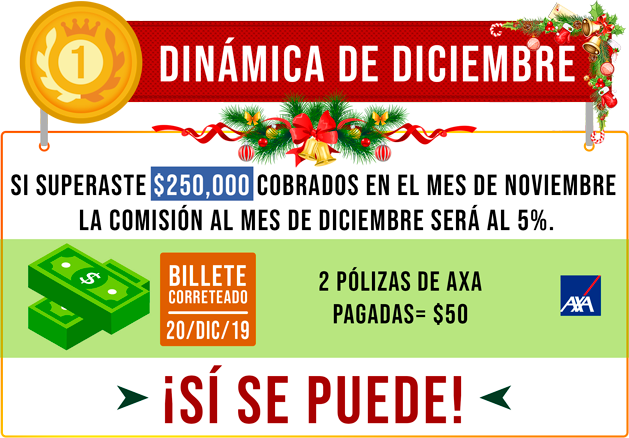 1
DINÁMICA DE DICIEMBRE
SI SUPERASTE $250,000 COBRADOS EN EL MES DE NOVIEMBRE
LA COMISIÓN AL MES DE DICIEMBRE SERÁ AL 5%.
$
BILLETE
CORRETEADO
20/DIC/19
2 PÓLIZAS DE AXA
PAGADAS= $50
AXA
¡SÍ SE PUEDE!